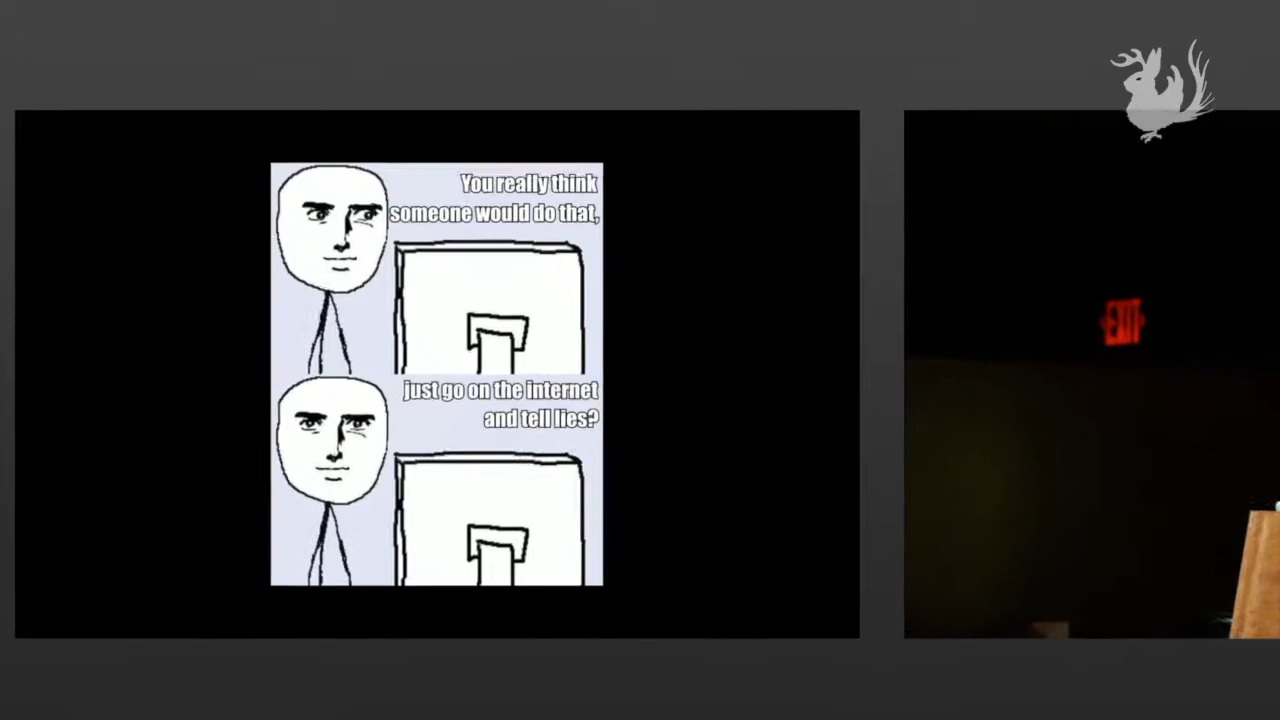 You really think
someone would do that,
just go on the internet
and tell lies?
EXIT